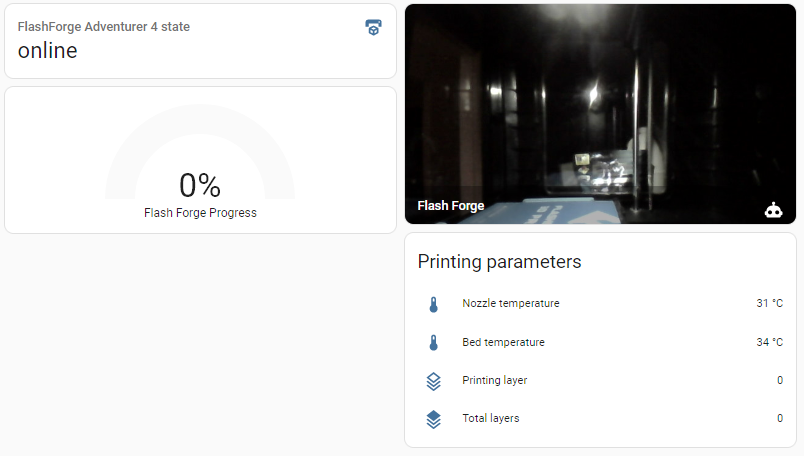 FlashForge Adventurer 4 state
online
0%
Flash Forge Progress
Flash Forge
Printing parameters
Nozzle temperature 31 °C
Bed temperature 34 °C
Printing layer 0
Total layers 0